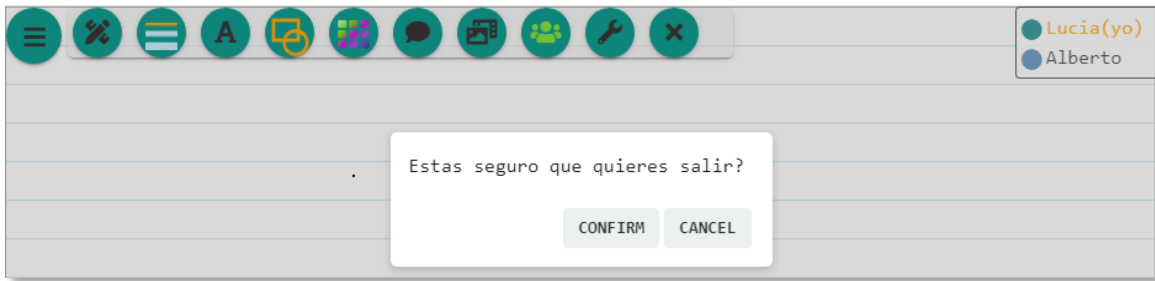 A
Lucia(yo)
Alberto
Estas seguro que quieres salir?
CONFIRM CANCEL